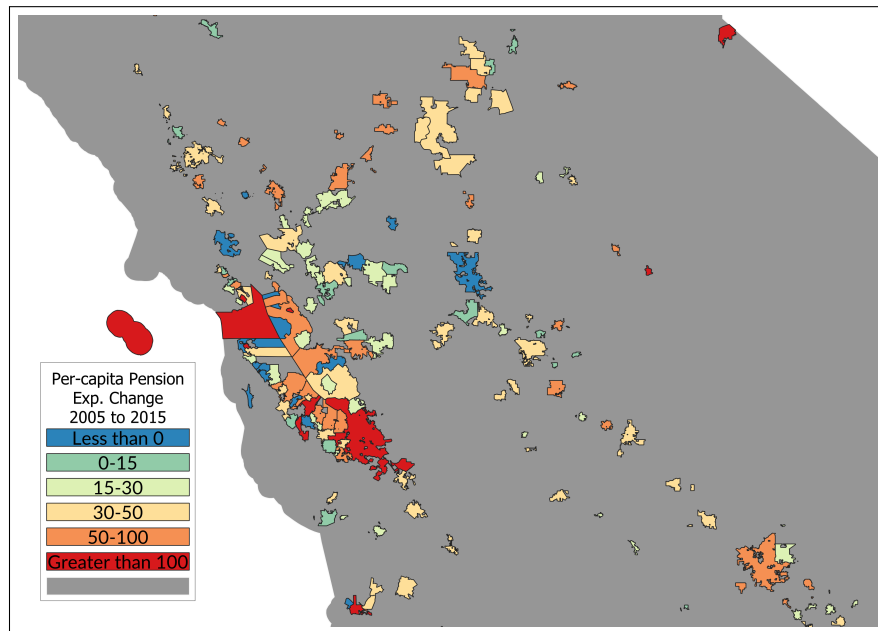 Per-capita Pension
Exp. Change
2005 to 2015
Less than 0
0-15
15-30
30-50
50-100
Greater than 100